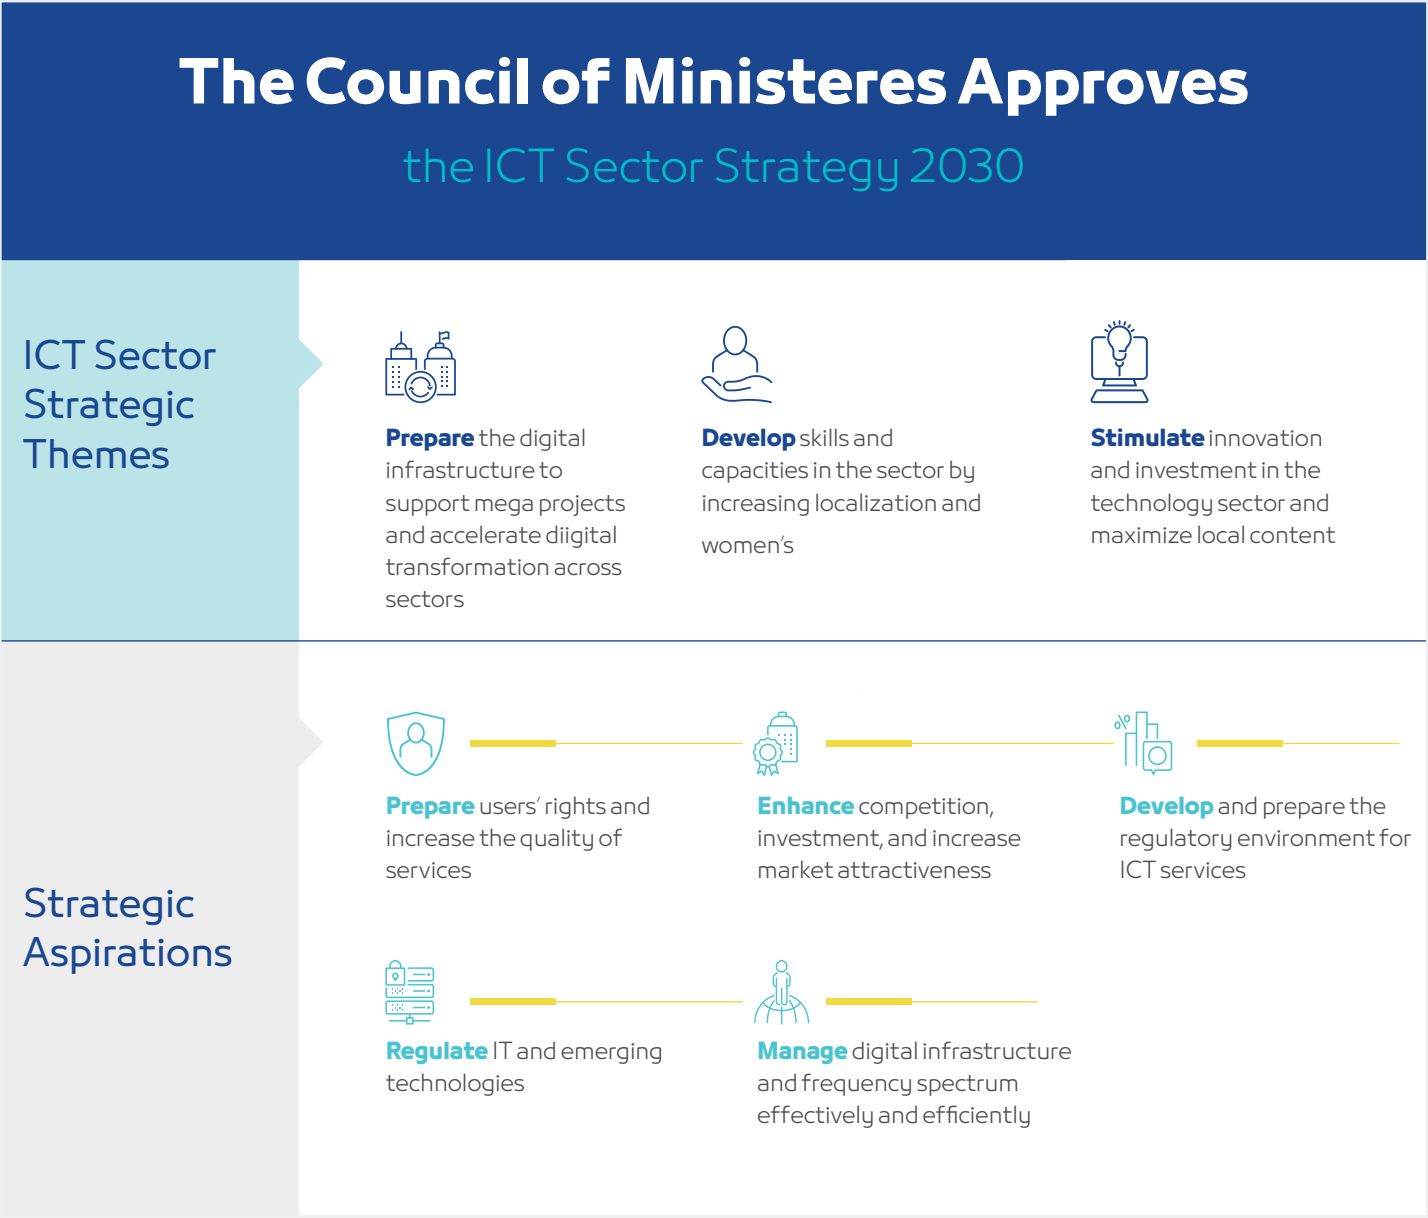 The Council of Ministeres Approves
the ICT Sector Strategy 2030
ICT Sector
Strategic
Themes
Prepare the digital
infrastructure to
support mega projects
and accelerate diigital
transformation across
sectors
Develop skills and
capacities in the sector by
increasing localization and
women's
Stimulate innovation
and investment in the
technology sector and
maximize local content
Strategic
Aspirations
Prepare users' rights and
increase the quality of
services
Enhance competition,
investment, and increase
market attractiveness
%
Develop and prepare the
regulatory environment for
ICT services
Regulate IT and emerging
technologies
Manage digital infrastructure
and frequency spectrum
effectively and efficiently